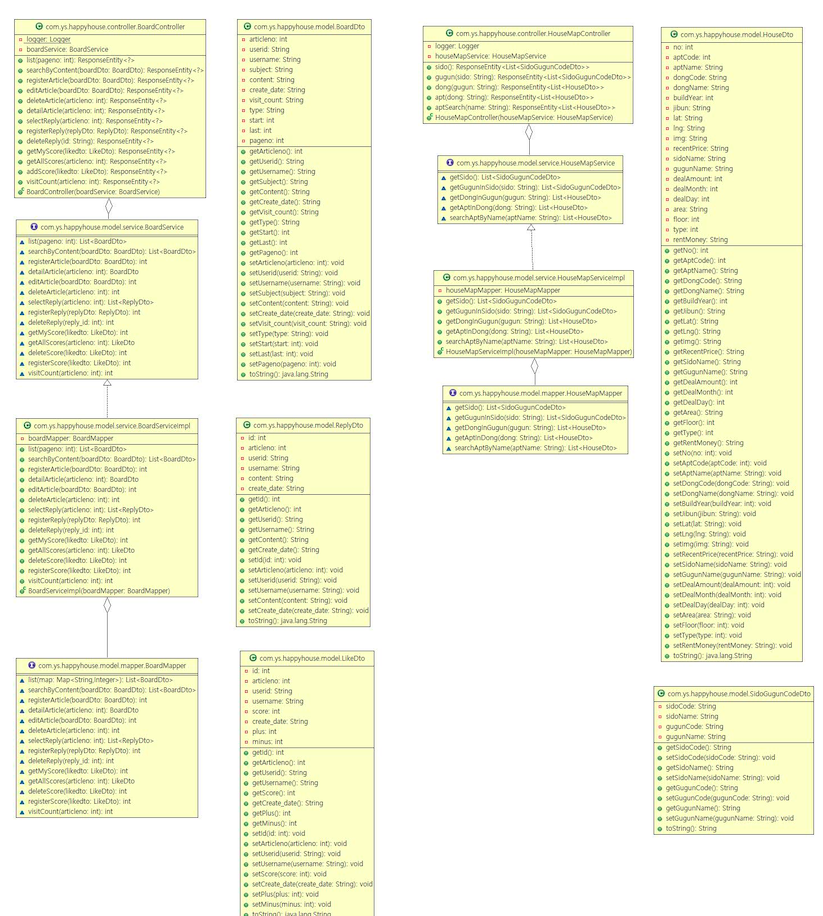 com.ys.happyhouse.controller.BoardController
logger: Logger
boardService: BoardService
list(pageno: int): ResponseEntity<?>
searchByContent(boardDto: BoardDto): ResponseEntity<?>
registerArticle(boardDto: BoardDto): ResponseEntity<?>
editArticle(boardDto: BoardDto): ResponseEntity<?>
deleteArticle(articleno: int): ResponseEntity<?>
detailArticle(articleno: int): ResponseEntity<?>
selectReply(articleno: int): ResponseEntity<?>
registerReply(replyDto: ReplyDto): ResponseEntity<?>
deleteReply(id: String): ResponseEntity<?>
getMyScore(likedto: LikeDto): ResponseEntity<?>
getAllScores(articleno: int): ResponseEntity<?>
addScore(likedto: LikeDto): ResponseEntity<?>
visitCount(articleno: int): ResponseEntity<?>
BoardController(boardService: BoardService)
com.ys.happyhouse.model.service.BoardService
list(pageno: int): List<BoardDto>
searchByContent(boardDto: BoardDto): List<BoardDto>
registerArticle(boardDto: BoardDto): int
detailArticle(articleno: int): BoardDto
editArticle(boardDto: BoardDto): int
deleteArticle(articleno: int): int
selectReply(articleno: int): List<ReplyDto>
registerReply(replyDto: ReplyDto): int
deleteReply(reply_id: int): int
getMyScore(likedto: LikeDto): int
getAllScores(articleno: int): LikeDto
deleteScore(likedto: LikeDto): int
registerScore(likedto: LikeDto): int
visitCount(articleno: int): int
com.ys.happyhouse.model.service.BoardServiceImpl
boardMapper: BoardMapper
list(pageno: int): List<BoardDto>
searchByContent(boardDto: BoardDto): List<BoardDto>
registerArticle(boardDto: BoardDto): int
detailArticle(articleno: int): BoardDto
editArticle(boardDto: BoardDto): int
deleteArticle(articleno: int): int
selectReply(articleno: int): List<ReplyDto>
registerReply(replyDto: ReplyDto): int
deleteReply(reply_id: int): int
getMyScore(likedto: LikeDto): int
getAllScores(articleno: int): LikeDto
deleteScore(likedto: LikeDto): int
registerScore(likedto: LikeDto): int
visitCount(articleno: int): int
BoardServiceImpl(boardMapper: BoardMapper)
com.ys.happyhouse.model.mapper.BoardMapper
list(map: Map<String,Integer>): List<BoardDto>
searchByContent(boardDto: BoardDto): List<BoardDto>
registerArticle(boardDto: BoardDto): int
detailArticle(articleno: int): BoardDto
editArticle(boardDto: BoardDto): int
deleteArticle(articleno: int): int
selectReply(articleno: int): List<ReplyDto>
registerReply(replyDto: ReplyDto): int
deleteReply(reply_id: int): int
getMyScore(likedto: LikeDto): int
getAllScores(articleno: int): LikeDto
deleteScore(likedto: LikeDto): int
registerScore(likedto: LikeDto): int
visitCount(articleno: int): int
com.ys.happyhouse.model.BoardDto
articleno: int
userid: String
username: String
subject: String
content: String
create_date: String
visit_count: String
type: String
start: int
last: int
pageno: int
getArticleno(): int
getUserid(): String
getUsername(): String
getSubject(): String
getContent(): String
getCreate_date(): String
getVisit_count(): String
getType(): String
getStart(): int
getLast(): int
getPageno(): int
setArticleno(articleno: int): void
setUserid(userid: String): void
setUsername(username: String): void
setSubject(subject: String): void
setContent(content: String): void
setCreate_date(create_date: String): void
setVisit_count(visit_count: String): void
setType(type: String): void
setStart(start: int): void
setLast(last: int): void
setPageno(pageno: int): void
toString(): java.lang.String
com.ys.happyhouse.model.ReplyDto
id: int
articleno: int
userid: String
username: String
content: String
create_date: String
getId(): int
getArticleno(): int
getUserid(): String
getUsername(): String
getContent(): String
getCreate_date(): String
setId(id: int): void
setArticleno(articleno: int): void
setUserid(userid: String): void
setUsername(username: String): void
setContent(content: String): void
setCreate_date(create_date: String): void
toString(): java.lang.String
com.ys.happyhouse.model.LikeDto
id: int
articleno: int
userid: String
username: String
score: int
create_date: String
plus: int
minus: int
getId(): int
getArticleno(): int
getUserid(): String
getUsername(): String
getScore(): int
getCreate_date(): String
getPlus(): int
getMinus(): int
setId(id: int): void
setArticleno(articleno: int): void
setUserid(userid: String): void
setUsername(username: String): void
setScore(score: int): void
setCreate_date(create_date: String): void
setPlus(plus: int): void
setMinus(minus: int): void
toString(): java.lang.String
com.ys.happyhouse.controller.HouseMapController
logger: Logger
houseMapService: HouseMapService
sido(): ResponseEntity<List<SidoGugunCodeDto>>
gugun(sido: String): ResponseEntity<List<SidoGugunCodeDto>>
dong(gugun: String): ResponseEntity<List<HouseDto>>
apt(dong: String): ResponseEntity<List<HouseDto>>
aptSearch(name: String): ResponseEntity<List<HouseDto>>
HouseMapController(houseMapService: HouseMapService)
com.ys.happyhouse.model.service.HouseMapService
getSido(): List<SidoGugunCodeDto>
getGugunInSido(sido: String): List<SidoGugunCodeDto>
getDongInGugun(gugun: String): List<HouseDto>
getAptInDong(dong: String): List<HouseDto>
searchAptByName(aptName: String): List<HouseDto>
com.ys.happyhouse.model.service.HouseMapServiceImpl
houseMapMapper: HouseMapMapper
getSido(): List<SidoGugunCodeDto>
getGugunInSido(sido: String): List<SidoGugunCodeDto>
getDongInGugun(gugun: String): List<HouseDto>
getAptInDong(dong: String): List<HouseDto>
searchAptByName(aptName: String): List<HouseDto>
HouseMapServiceImpl(houseMapMapper: HouseMapMapper)
com.ys.happyhouse.model.mapper.HouseMapMapper
getSido(): List<SidoGugunCodeDto>
getGugunInSido(sido: String): List<SidoGugunCodeDto>
getDongInGugun(gugun: String): List<HouseDto>
getAptInDong(dong: String): List<HouseDto>
searchAptByName(aptName: String): List<HouseDto>
com.ys.happyhouse.model.HouseDto
no: int
aptCode: int
aptName: String
dongCode: String
dongName: String
buildYear: int
jibun: String
lat: String
lng: String
img: String
recentPrice: String
sidoName: String
gugunName: String
dealAmount: int
dealMonth: int
dealDay: int
area: String
floor: int
type: int
rentMoney: String
getNo(): int
getAptCode(): int
getAptName(): String
getDongCode(): String
getDongName(): String
getBuildYear(): int
getJibun(): String
getLat(): String
getLng(): String
getImg(): String
getRecentPrice(): String
getSidoName(): String
getGugunName(): String
getDealAmount(): int
getDealMonth(): int
getDealDay(): int
getArea(): String
getFloor(): int
getType(): int
getRentMoney(): String
setNo(no: int): void
setAptCode(aptCode: int): void
setAptName(aptName: String): void
setDongCode(dongCode: String): void
setDongName(dongName: String): void
setBuildYear(buildYear: int): void
setJibun(jibun: String): void
setLat(lat: String): void
setLng(lng: String): void
setImg(img: String): void
setRecentPrice(recentPrice: String): void
setSidoName(sidoName: String): void
setGugunName(gugunName: String): void
setDealAmount(dealAmount: int): void
setDealMonth(dealMonth: int): void
setDealDay(dealDay: int): void
setArea(area: String): void
setFloor(floor: int): void
setType(type: int): void
setRentMoney(rentMoney: String): void
toString(): java.lang.String
com.ys.happyhouse.model.SidoGugunCodeDto
sidoCode: String
sidoName: String
gugunCode: String
gugunName: String
getSidoCode(): String
setSidoCode(sidoCode: String): void
getSidoName(): String
setSidoName(sidoName: String): void
getGugunCode(): String
setGugunCode(gugunCode: String): void
getGugunName(): String
setGugunName(gugunName: String): void
toString(): String